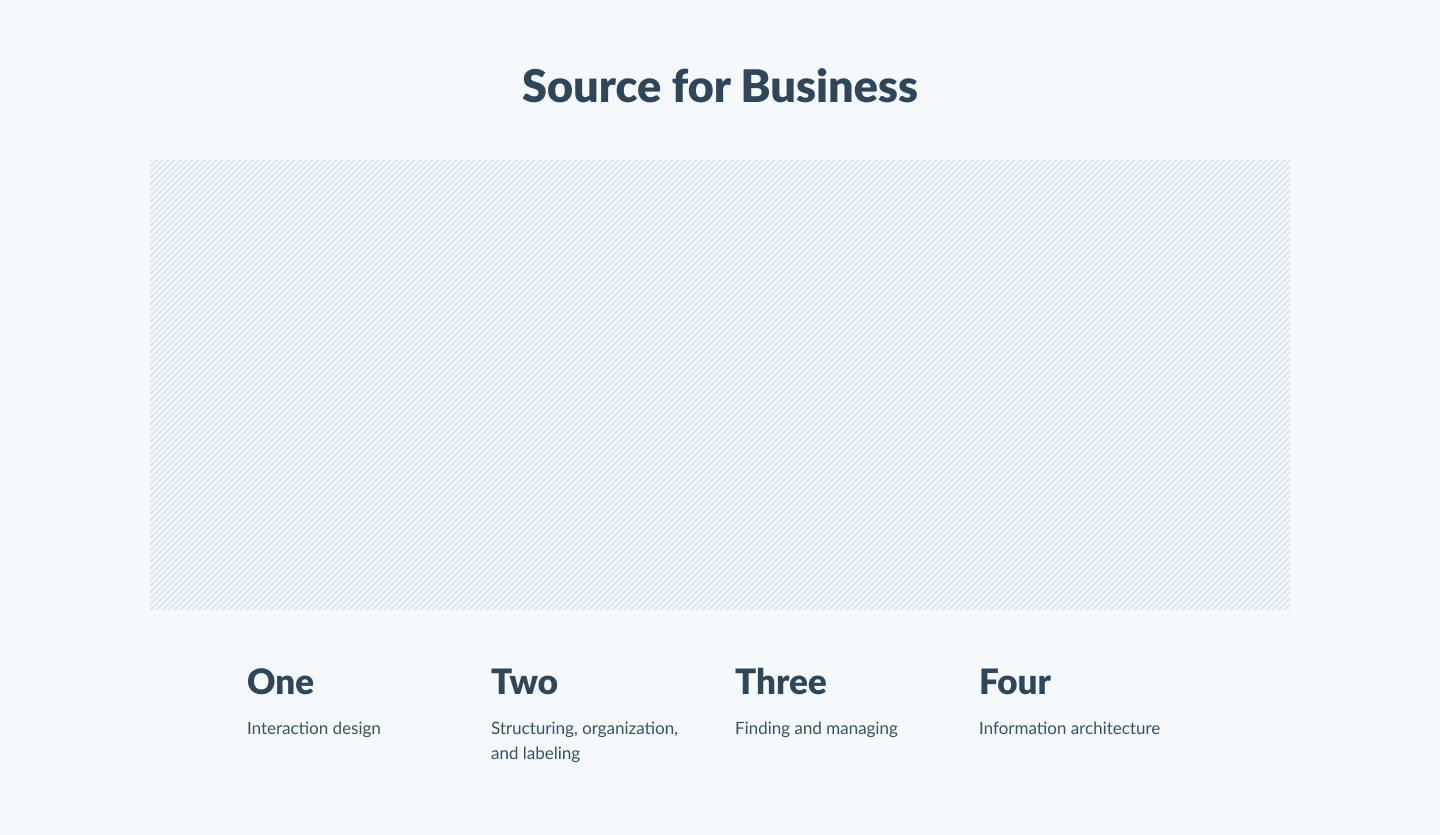 Source for Business
One
Interaction design
Two
Structuring, organization,
and labeling
Three
Finding and managing
Four
Information architecture